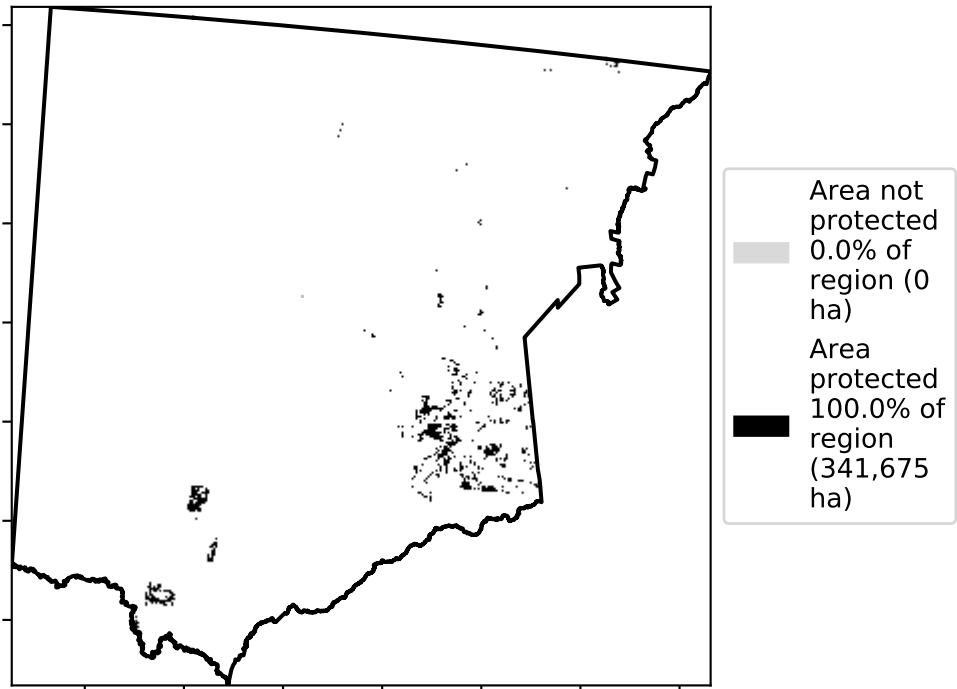 Area not
protected
0.0% of
region (0
ha)
Area
protected
100.0% of
region
(341,675
ha)